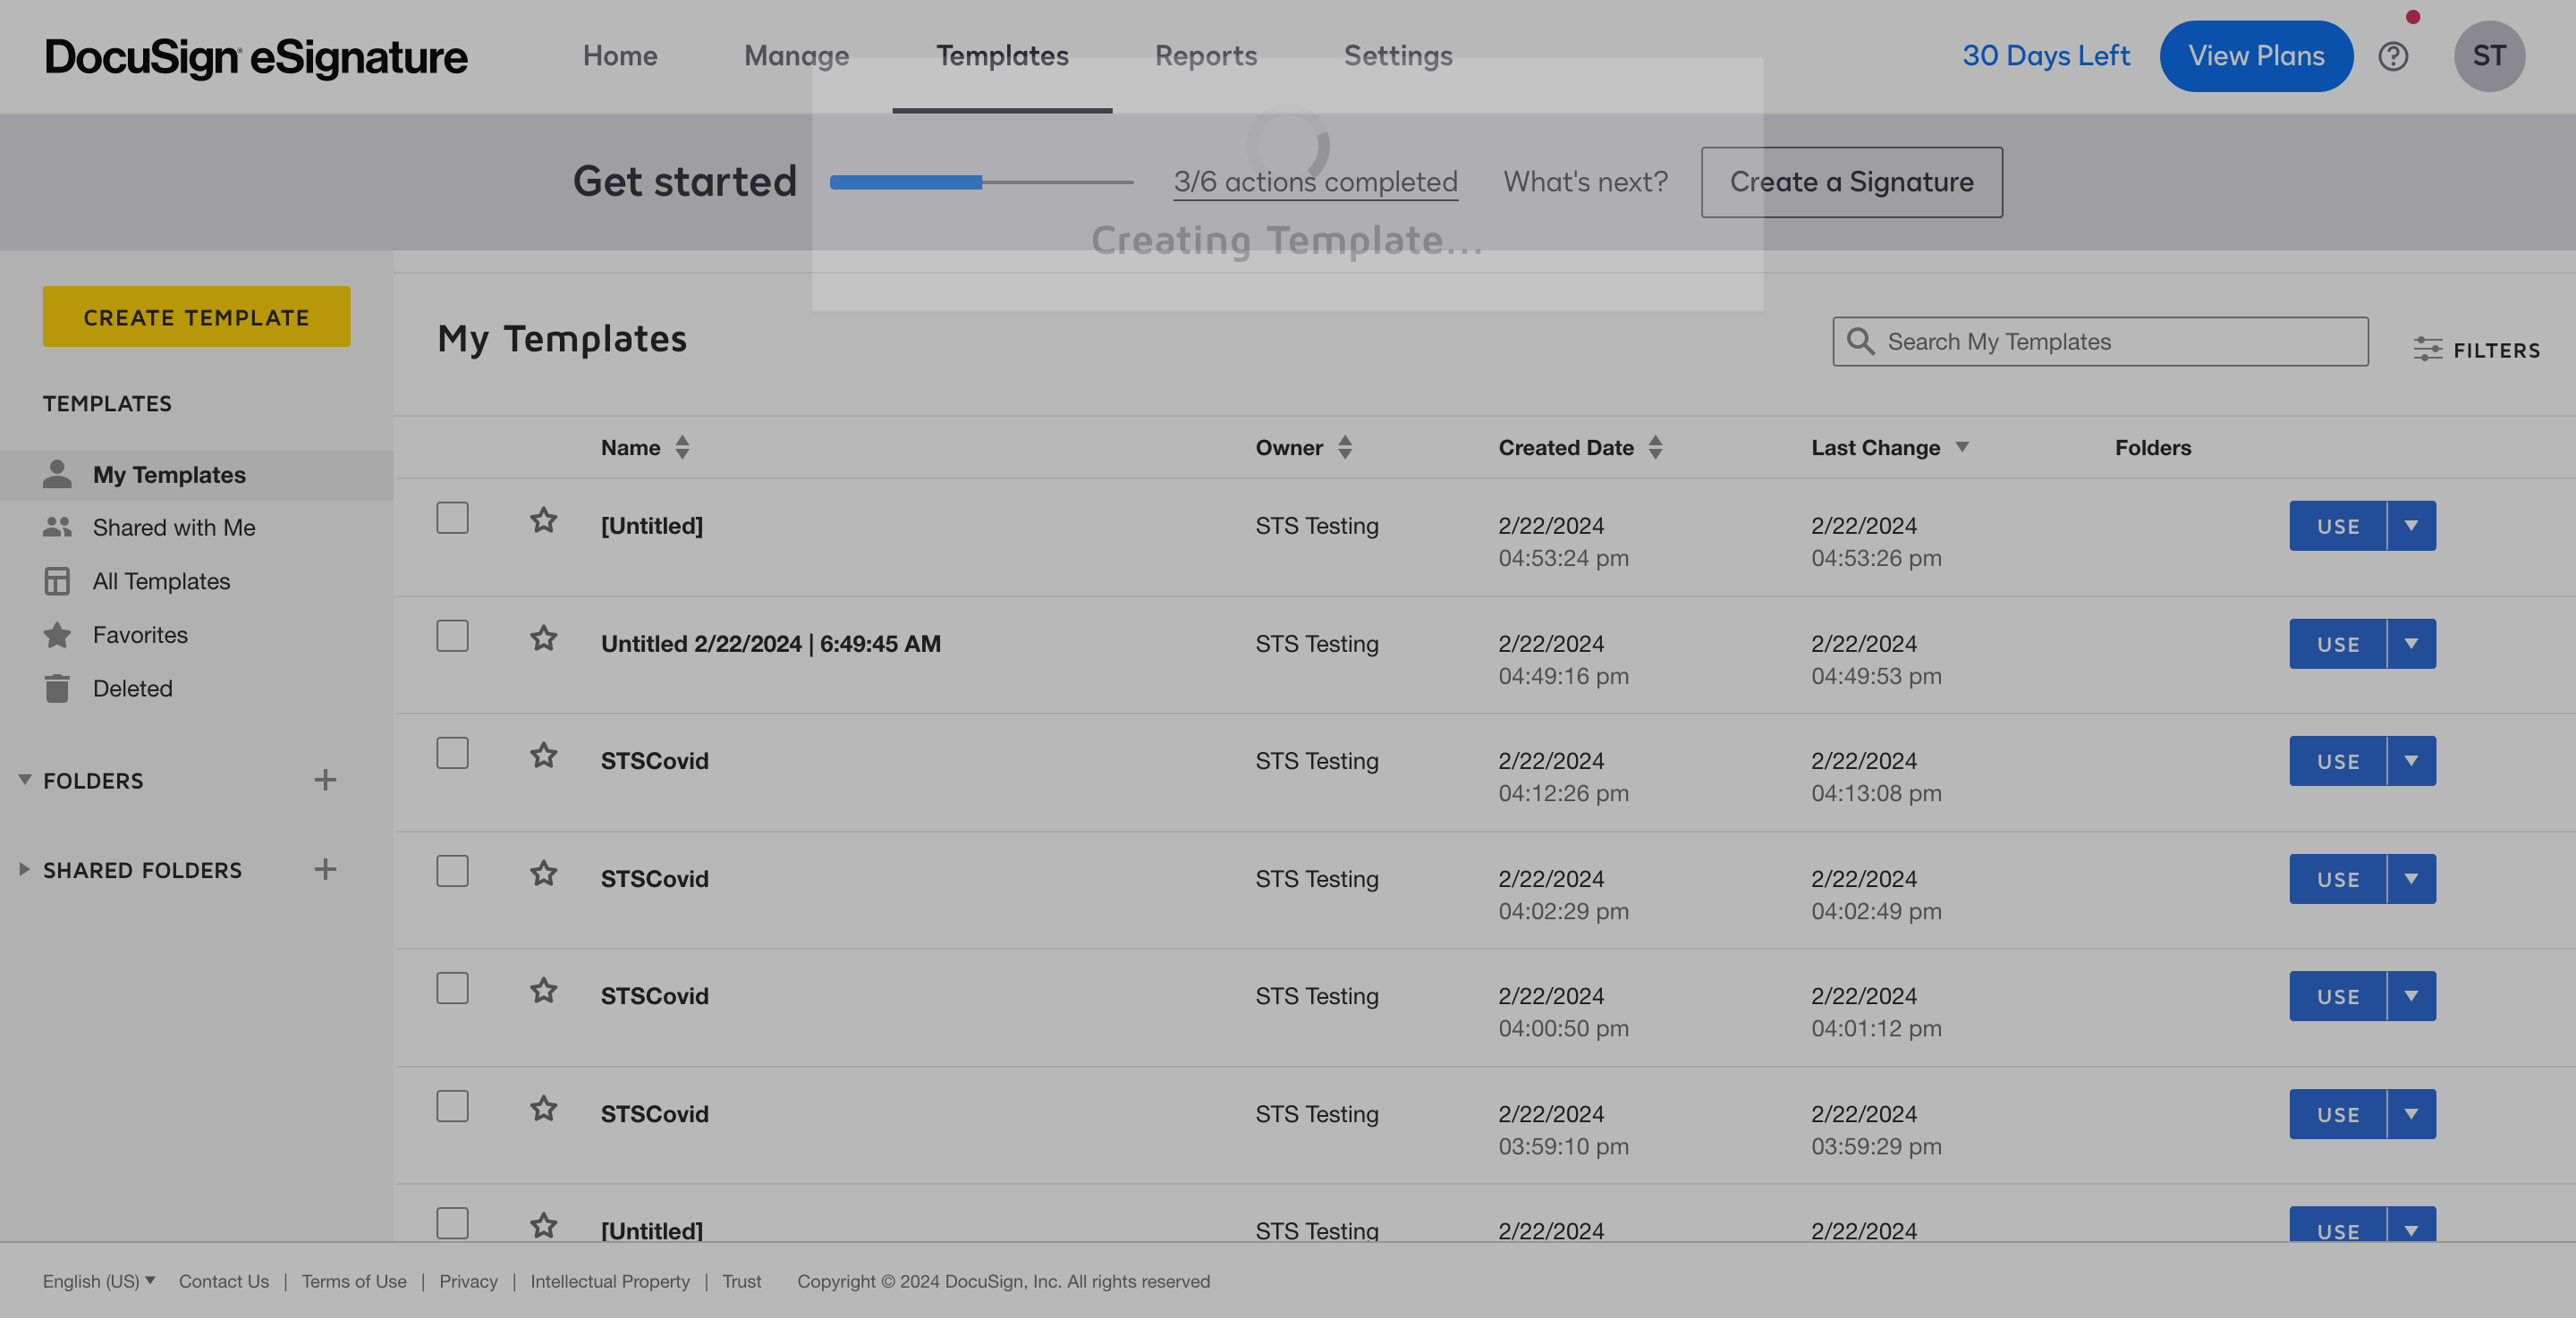 DocuSign eSignature
Home Manage Templates Reports Settings
30 Days Left View Plans ST
Get started 3/6 actions completed What's next? Create a Signature
Creating Template...
CREATE TEMPLATE
TEMPLATES
My Templates
Shared with Me
All Templates
Favorites
Deleted
FOLDERS
SHARED FOLDERS
My Templates
Search My Templates
FILTERS
Name Owner Created Date Last Change Folders
[Untitled] STS Testing 2/22/2024 2/22/2024 USE
04:53:24 pm 04:53:26 pm
Untitled 2/22/2024 | 6:49:45 AM STS Testing 2/22/2024 2/22/2024 USE
04:49:16 pm 04:49:53 pm
STSCovid STS Testing 2/22/2024 2/22/2024 USE
04:12:26 pm 04:13:08 pm
STSCovid STS Testing 2/22/2024 2/22/2024 USE
04:02:29 pm 04:02:49 pm
STSCovid STS Testing 2/22/2024 2/22/2024 USE
04:00:50 pm 04:01:12 pm
STSCovid STS Testing 2/22/2024 2/22/2024 USE
03:59:10 pm 03:59:29 pm
[Untitled] STS Testing 2/22/2024 2/22/2024 USE
English (US) Contact Us | Terms of Use | Privacy | Intellectual Property | Trust Copyright © 2024 DocuSign, Inc. All rights reserved